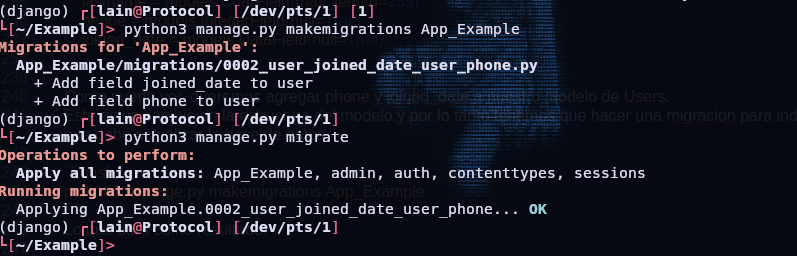 (django) ┌[lain@Protocol] [/dev/pts/1] [1]
└[~/Example]> python3 manage.py makemigrations App_Example
Migrations for 'App_Example':
  App_Example/migrations/0002_user_joined_date_user_phone.py
    + Add field joined_date to user
    + Add field phone to user
(django) ┌[lain@Protocol] [/dev/pts/1]
└[~/Example]> python3 manage.py migrate
Operations to perform:
  Apply all migrations: App_Example, admin, auth, contenttypes, sessions
Running migrations:
  Applying App_Example.0002_user_joined_date_user_phone... OK
(django) ┌[lain@Protocol] [/dev/pts/1]
└[~/Example]>